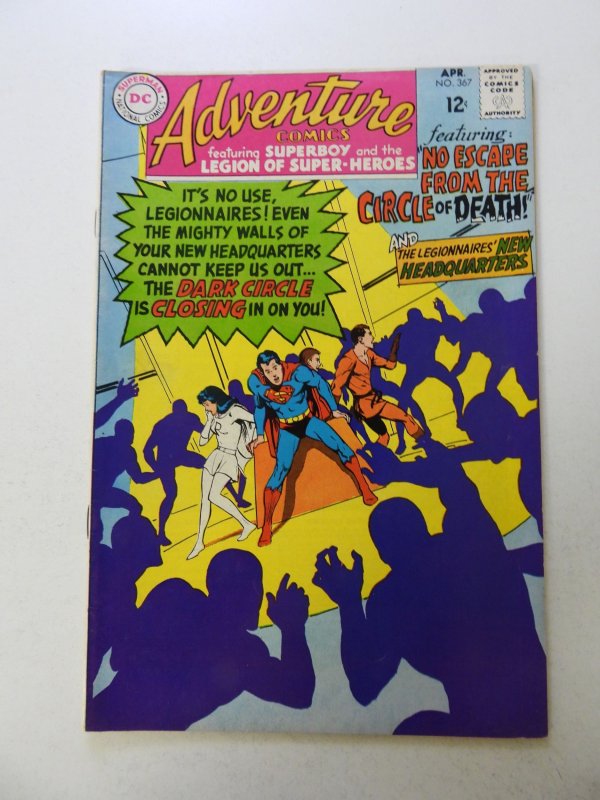 SUPERMAN
DC
NATIONAL COMICS
Adventure
COMICS
featuring SUPERBOY and the
LEGION OF SUPER-HEROES
APR.
NO. 367
12¢
APPROVED
BY THE
COMICS
CODE
CA
AUTHORITY
featuring:
"NO ESCAPE
FROM THE
CIRCLE OF DEATH!"
AND
THE LEGIONNAIRES' NEW
HEADQUARTERS
IT'S NO USE,
LEGIONNAIRES! EVEN
THE MIGHTY WALLS OF
YOUR NEW HEADQUARTERS
CANNOT KEEP US OUT...
THE DARK CIRCLE
IS CLOSING IN ON YOU!